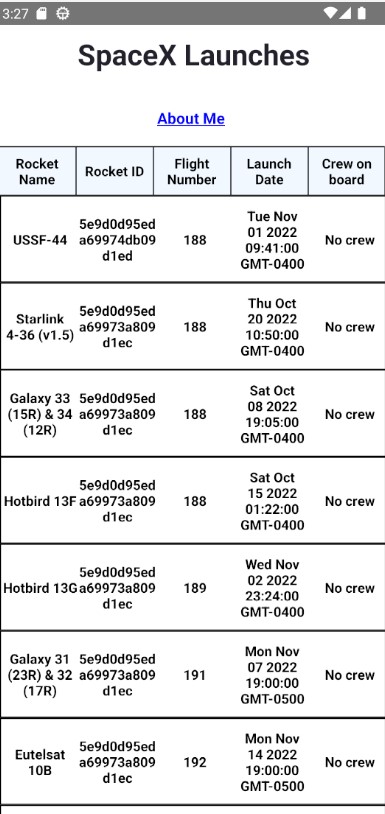 3:27
SpaceX Launches
About Me
Rocket Name Rocket ID Flight Number Launch Date Crew on board
USSF-44 5e9d0d95eda69974db09d1ed 188 Tue Nov 01 2022 09:41:00 GMT-0400 No crew
Starlink 4-36 (v1.5) 5e9d0d95eda69973a809d1ec 188 Thu Oct 20 2022 10:50:00 GMT-0400 No crew
Galaxy 33 (15R) & 34 (12R) 5e9d0d95eda69973a809d1ec 188 Sat Oct 08 2022 19:05:00 GMT-0400 No crew
Hotbird 13F 5e9d0d95eda69973a809d1ec 188 Sat Oct 15 2022 01:22:00 GMT-0400 No crew
Hotbird 13G 5e9d0d95eda69973a809d1ec 189 Wed Nov 02 2022 23:24:00 GMT-0400 No crew
Galaxy 31 (23R) & 32 (17R) 5e9d0d95eda69973a809d1ec 191 Mon Nov 07 2022 19:00:00 GMT-0500 No crew
Eutelsat 10B 5e9d0d95eda69973a809d1ec 192 Mon Nov 14 2022 19:00:00 GMT-0500 No crew